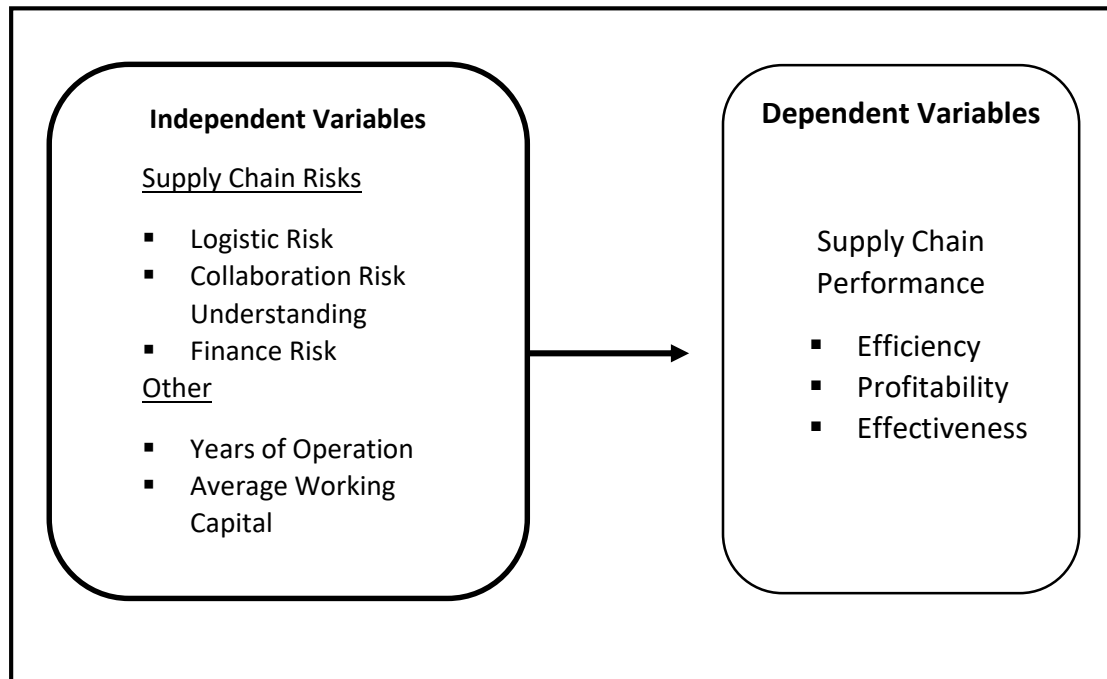 Independent Variables
Supply Chain Risks
▪ Logistic Risk
▪ Collaboration Risk
Understanding
▪ Finance Risk
Other
▪ Years of Operation
▪ Average Working
Capital
Dependent Variables
Supply Chain
Performance
▪ Efficiency
▪ Profitability
▪ Effectiveness